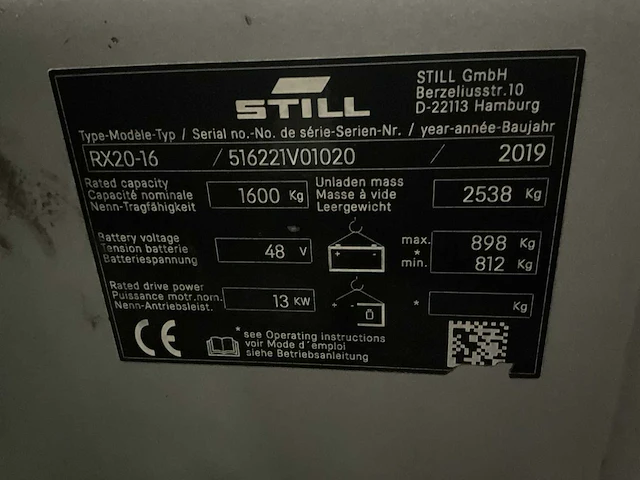 STILL
STILL GmbH
Berzeliusstr.10
D-22113 Hamburg
Type-Modèle-Typ / Serial no.-No. de série-Serien-Nr. / year-année-Baujahr
RX20-16 / 516221V01020 / 2019
Rated capacity
Capacité nominale
Nenn-Tragfähigkeit
1600 Kg
Unladen mass
Masse à vide
Leergewicht
2538 Kg
Battery voltage
Tension batterie
Batteriespannung
48 V
+ -
max. 898 Kg
*
min. 812 Kg
Rated drive power
Puissance motr.nom.
Nenn-Antriebsleist.
13 KW
+ -
* Kg
CE
*see Operating instructions
voir Mode d'emploi
siehe Betriebsanleitung